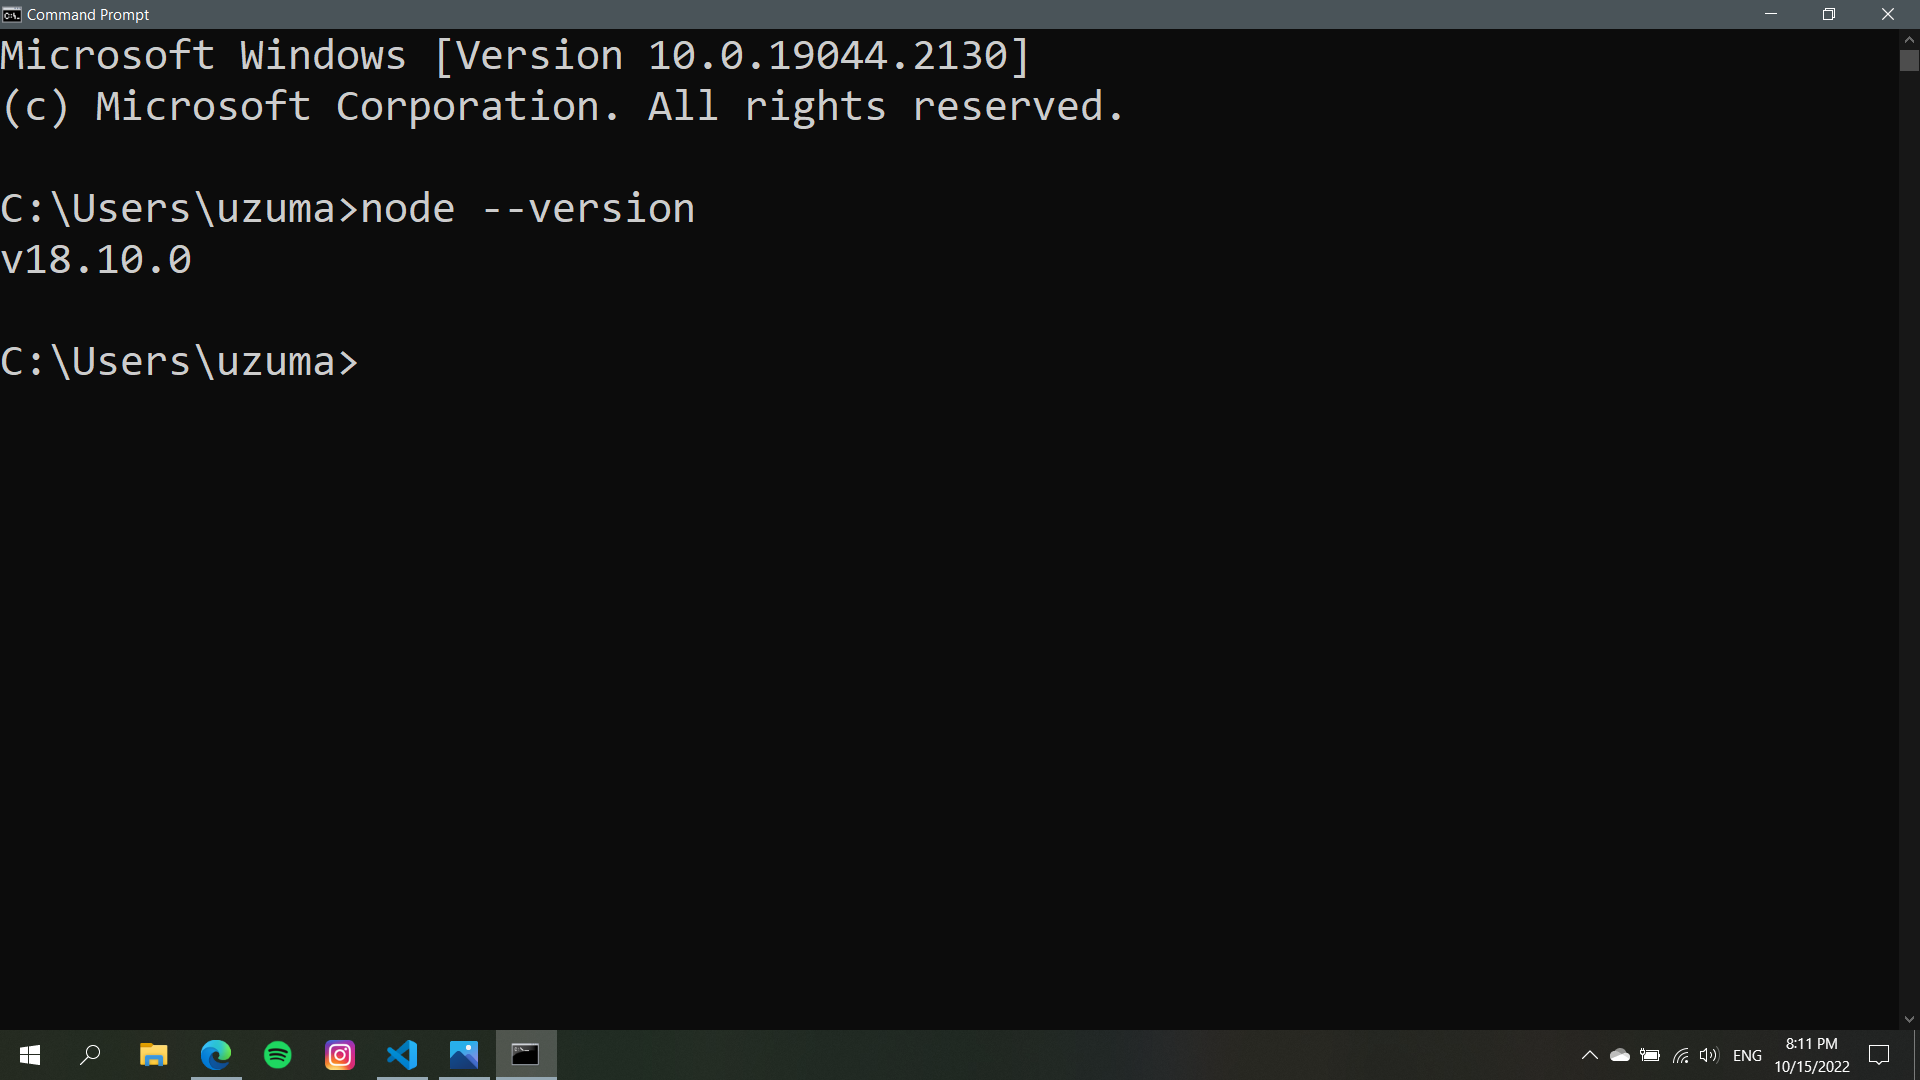 Command Prompt
Microsoft Windows [Version 10.0.19044.2130]
(c) Microsoft Corporation. All rights reserved.
C:\Users\uzuma>node --version
v18.10.0
C:\Users\uzuma>
ENG
8:11 PM
10/15/2022